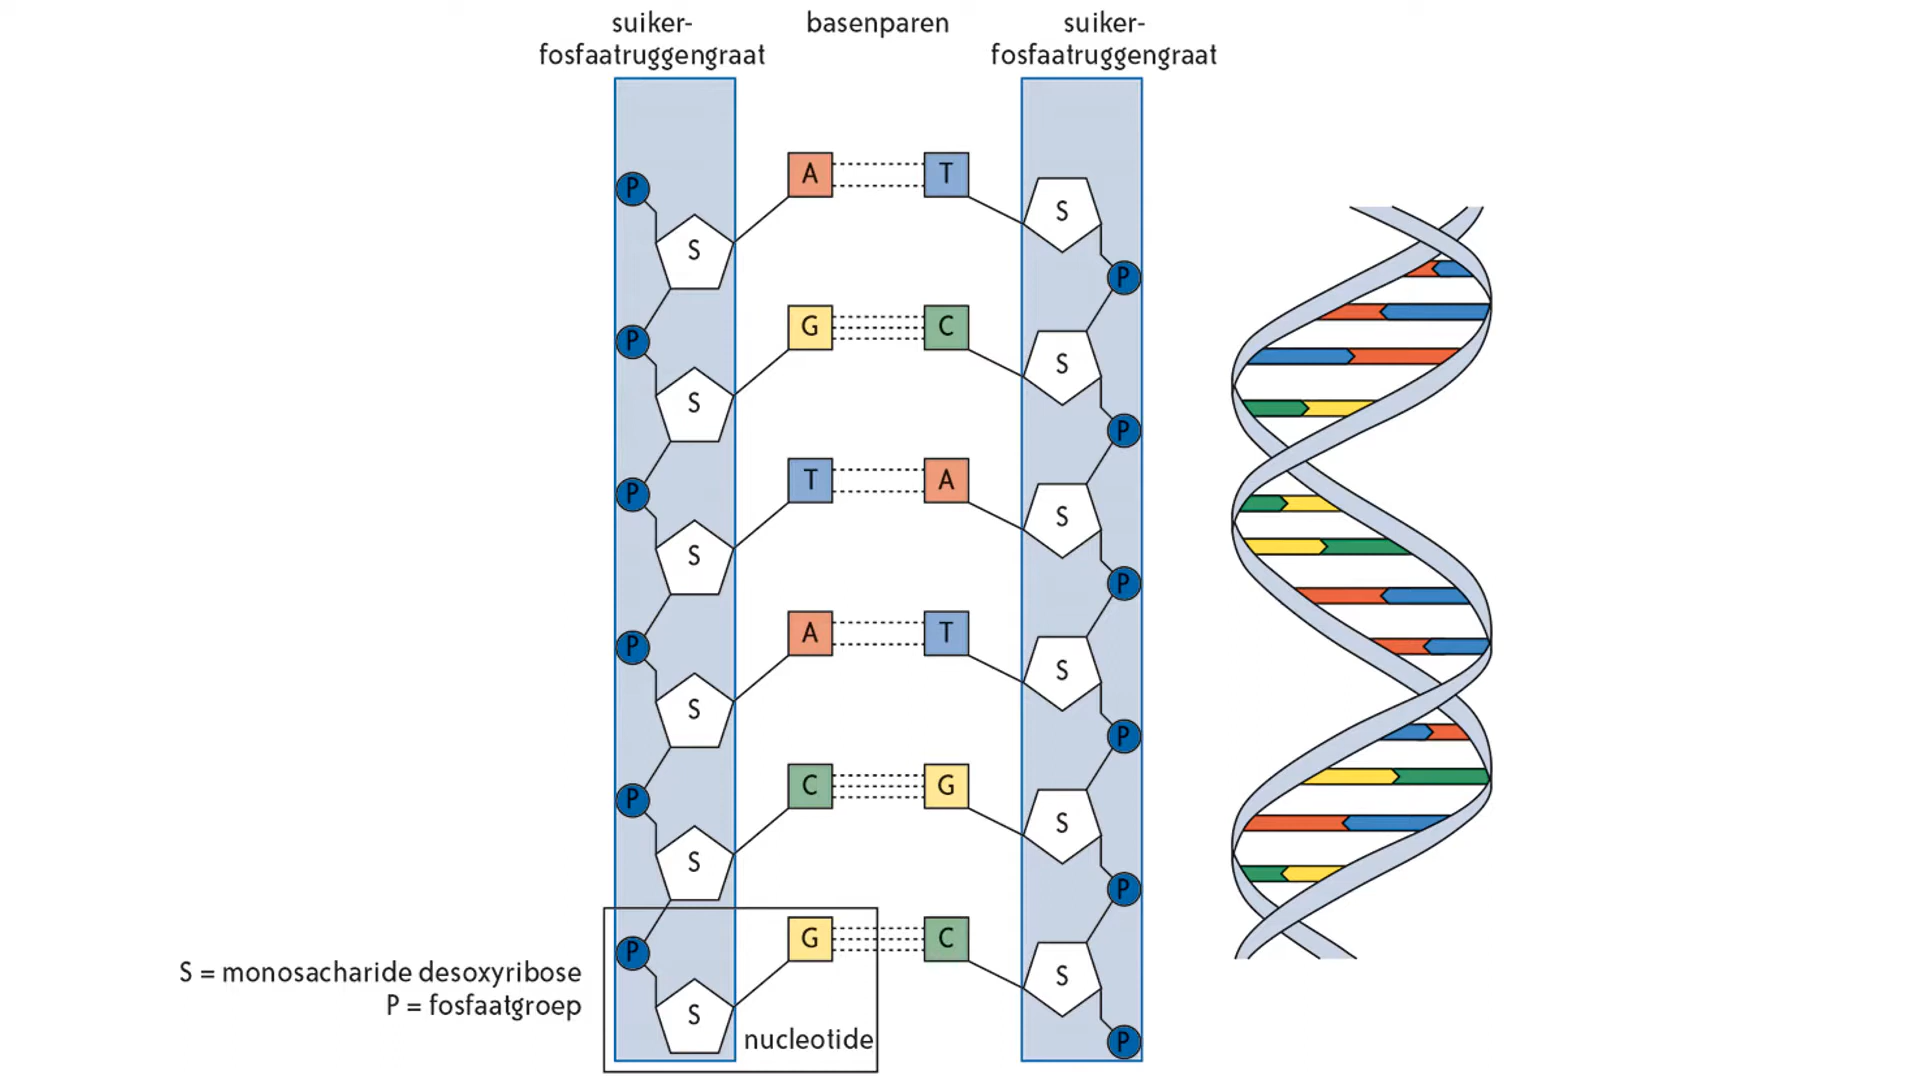 suiker-
fosfaatruggengraat
basenparen
suiker-
fosfaatruggengraat
A T
P S S
P
G C
P S S
P
T A
P S S
P
A T
P S S
P
C G
P S S
P
G C
P S S
P
nucleotide
S = monosacharide desoxyribose
P = fosfaatgroep